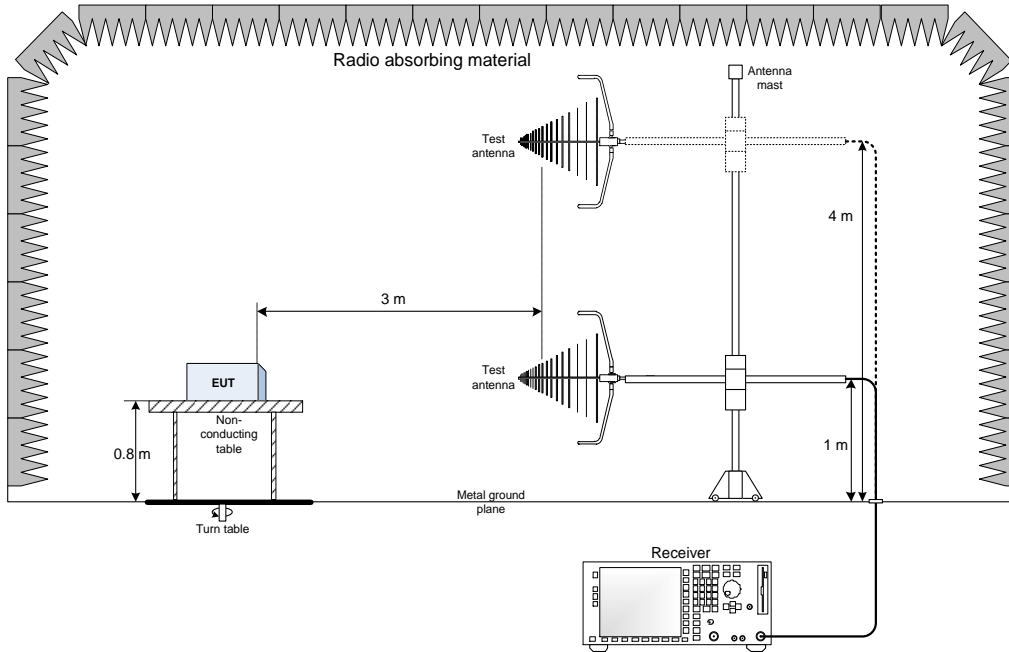 Radio absorbing material
Antenna
mast
Test
antenna
4 m
3 m
Test
antenna
EUT
Non-
conducting
table
0.8 m
1 m
Metal ground
plane
Turn table
Receiver